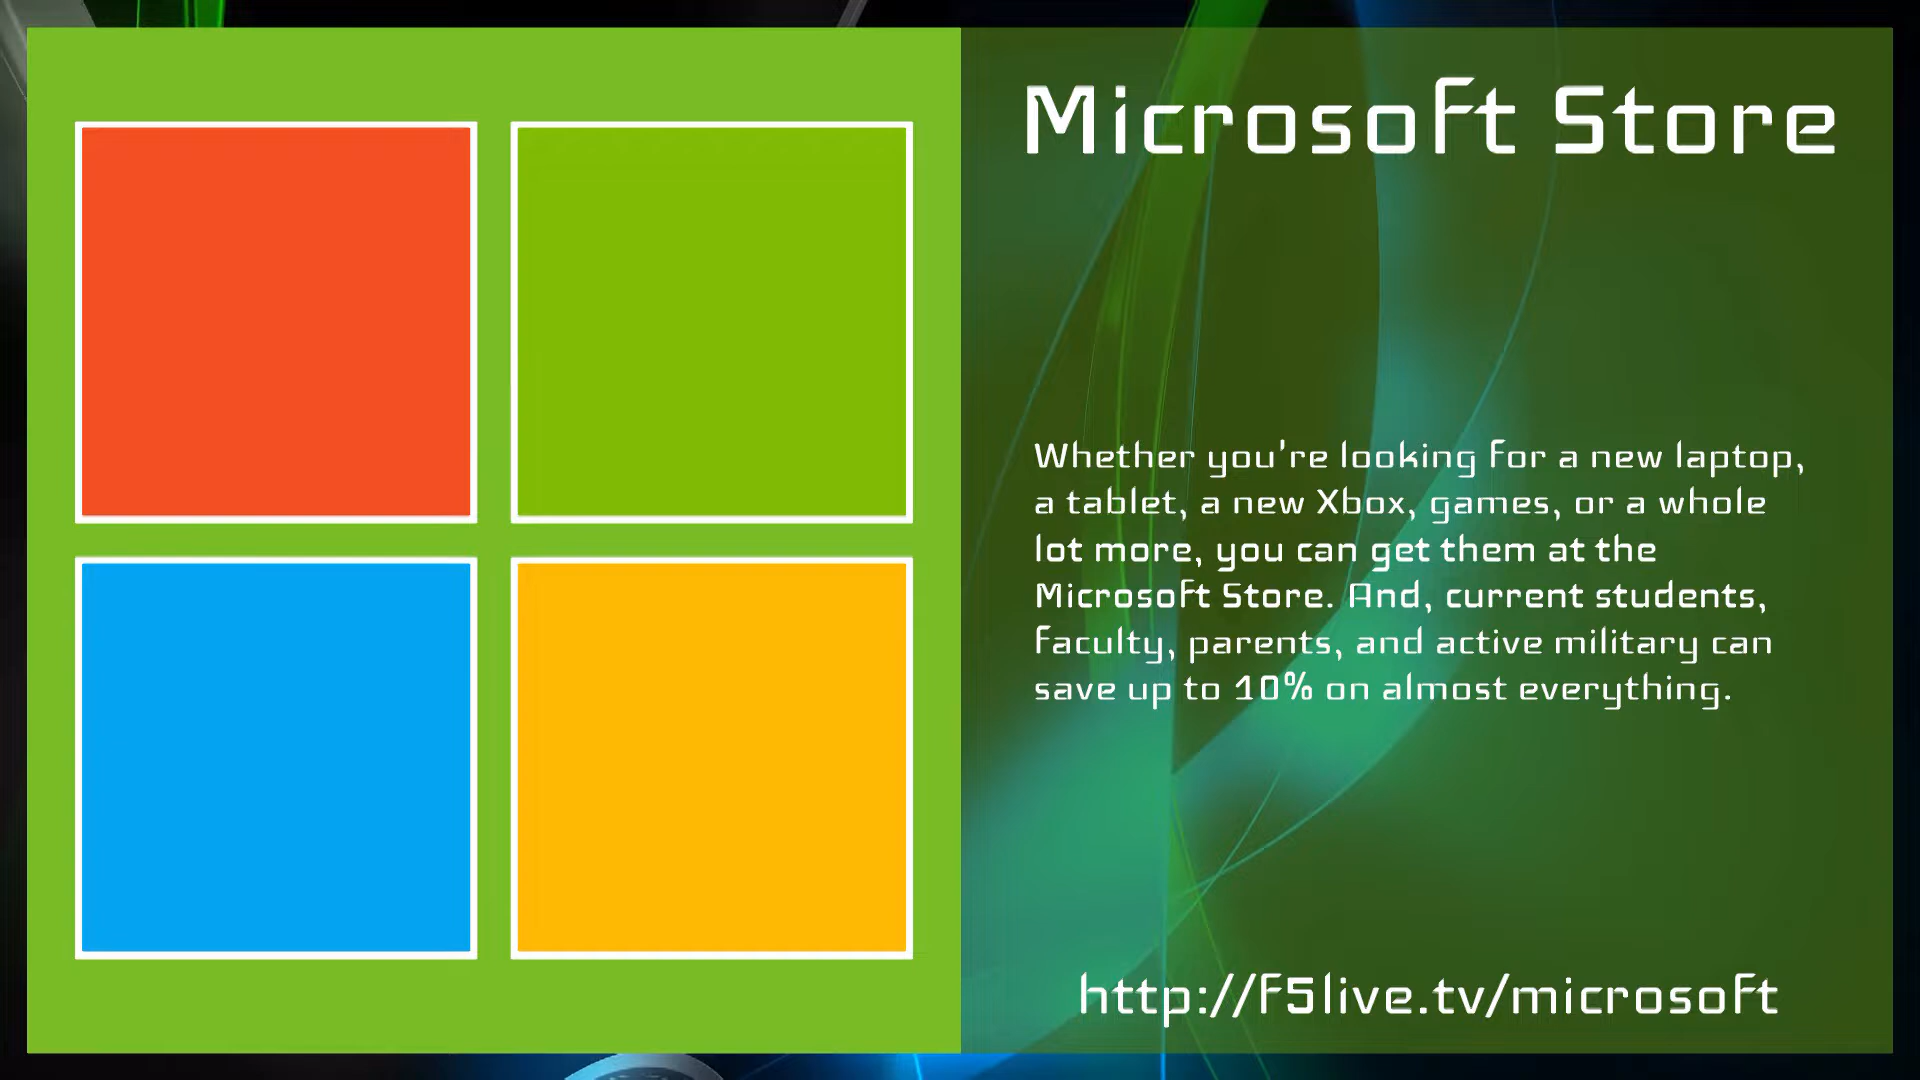 Microsoft Store
Whether you're looking for a new laptop,
a tablet, a new Xbox, games, or a whole
lot more, you can get them at the
Microsoft Store. And, current students,
faculty, parents, and active military can
save up to 10% on almost everything.
http://f5live.tv/microsoft